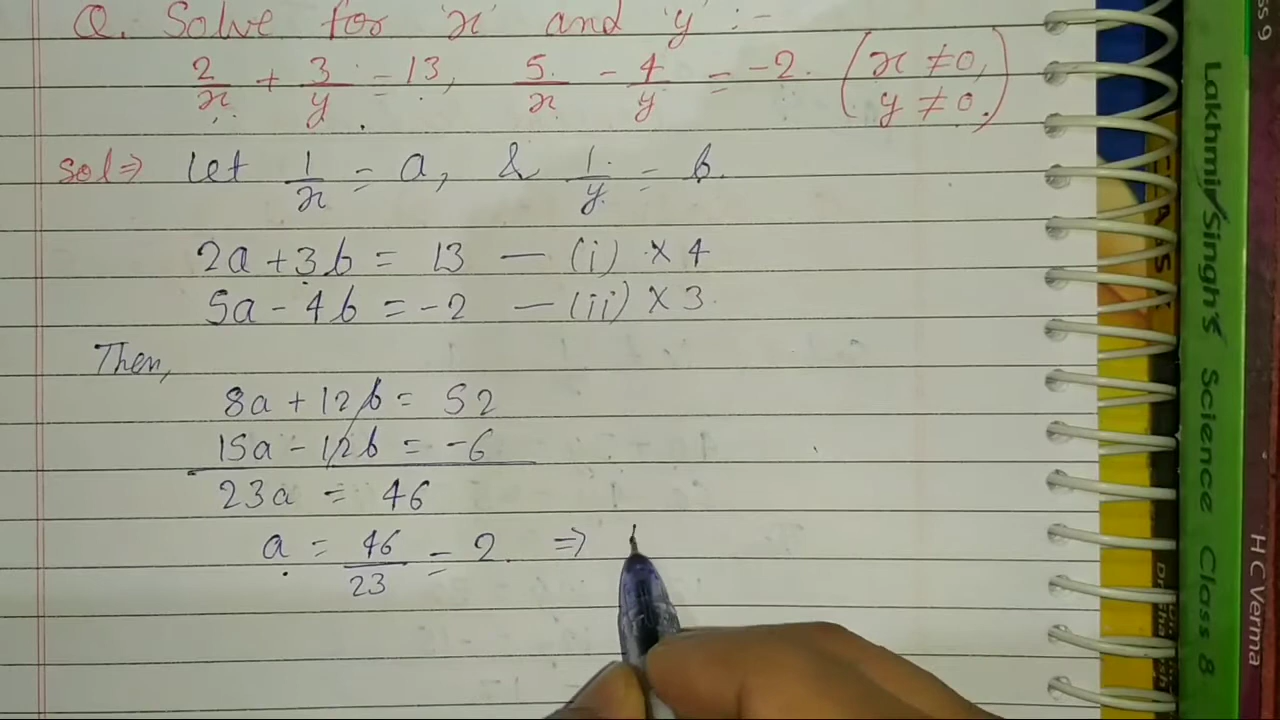 Q. Solve for 'x' and 'y' :-
2/x + 3/y = 13, 5/x - 4/y = -2. (x ≠ 0, y ≠ 0.)
Sol ⇒ Let 1/x = a, & 1/y = b.
2a + 3b = 13 — (i) × 4
5a - 4b = -2 — (ii) × 3.
Then,
8a + 12b = 52
15a - 12b = -6
23a = 46
a = 46/23 = 2. ⇒
Lakhmir Singh's Science Class 8
H C Verma